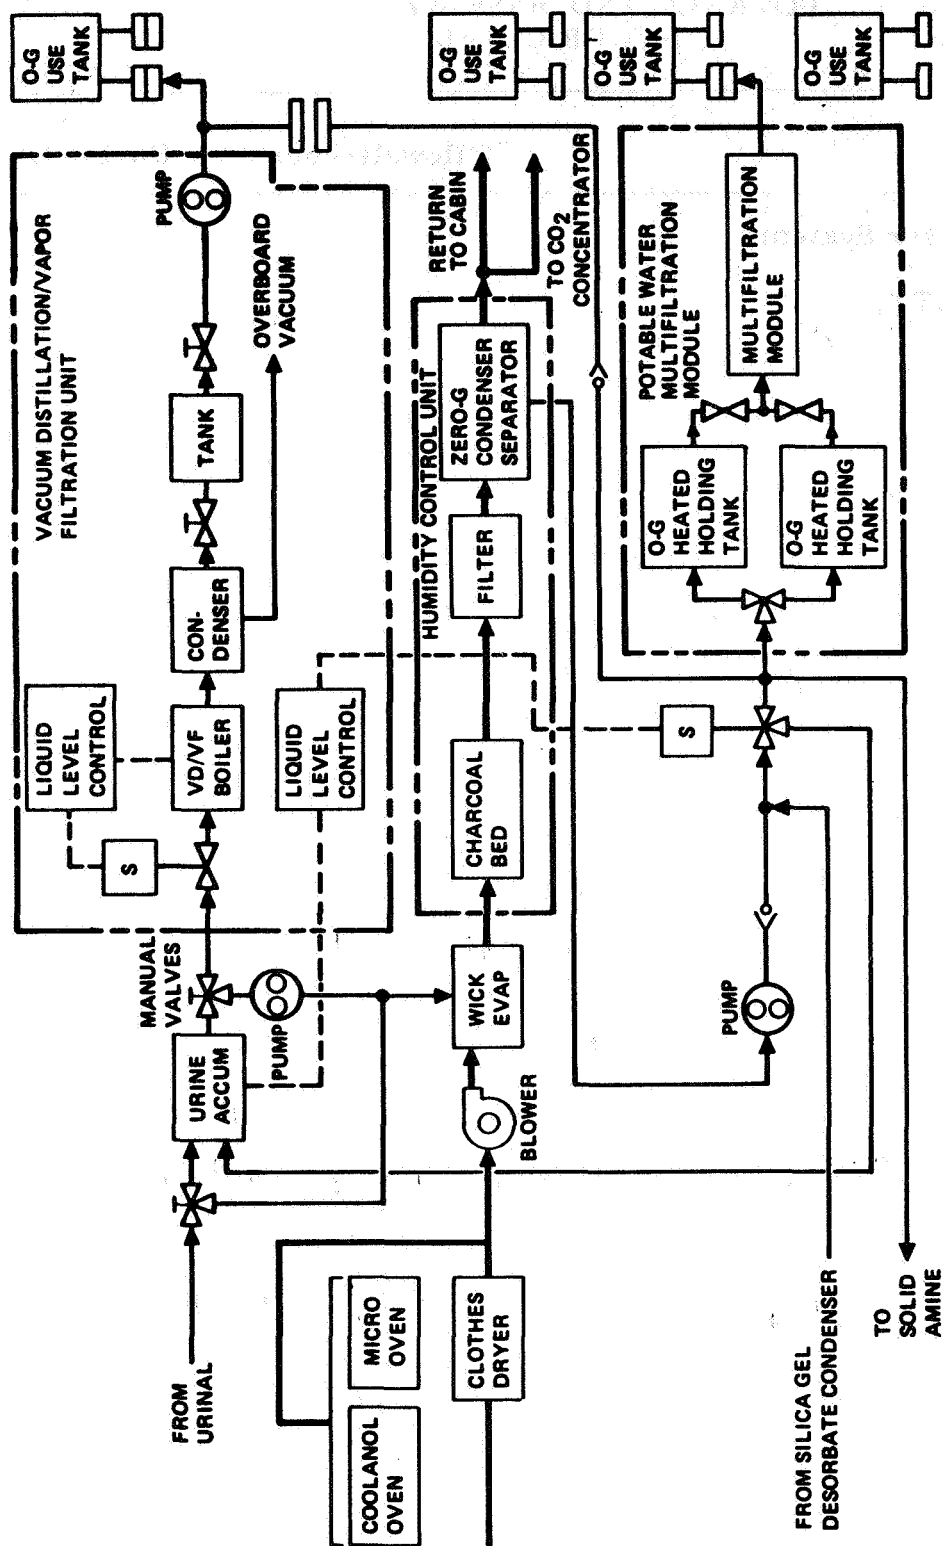 FROM
URINAL
MANUAL
VALVES
URINE
ACCUM
PUMP
VACUUM DISTILLATION/VAPOR
FILTRATION UNIT
LIQUID
LEVEL
CONTROL
S
VD/VF
BOILER
CON-
DENSER
TANK
PUMP
OVERBOARD
VACUUM
O-G
USE
TANK
LIQUID
LEVEL
CONTROL
COOLANOL
OVEN
MICRO
OVEN
CLOTHES
DRYER
BLOWER
WICK
EVAP
HUMIDITY CONTROL UNIT
CHARCOAL
BED
FILTER
ZERO-G
CONDENSER
SEPARATOR
RETURN
TO CABIN
TO CO2
CONCENTRATOR
O-G
USE
TANK
O-G
USE
TANK
O-G
USE
TANK
PUMP
S
POTABLE WATER
MULTIFILTRATION
MODULE
O-G
HEATED
HOLDING
TANK
O-G
HEATED
HOLDING
TANK
MULTIFILTRATION
MODULE
FROM SILICA GEL
DESORBATE CONDENSER
TO
SOLID
AMINE